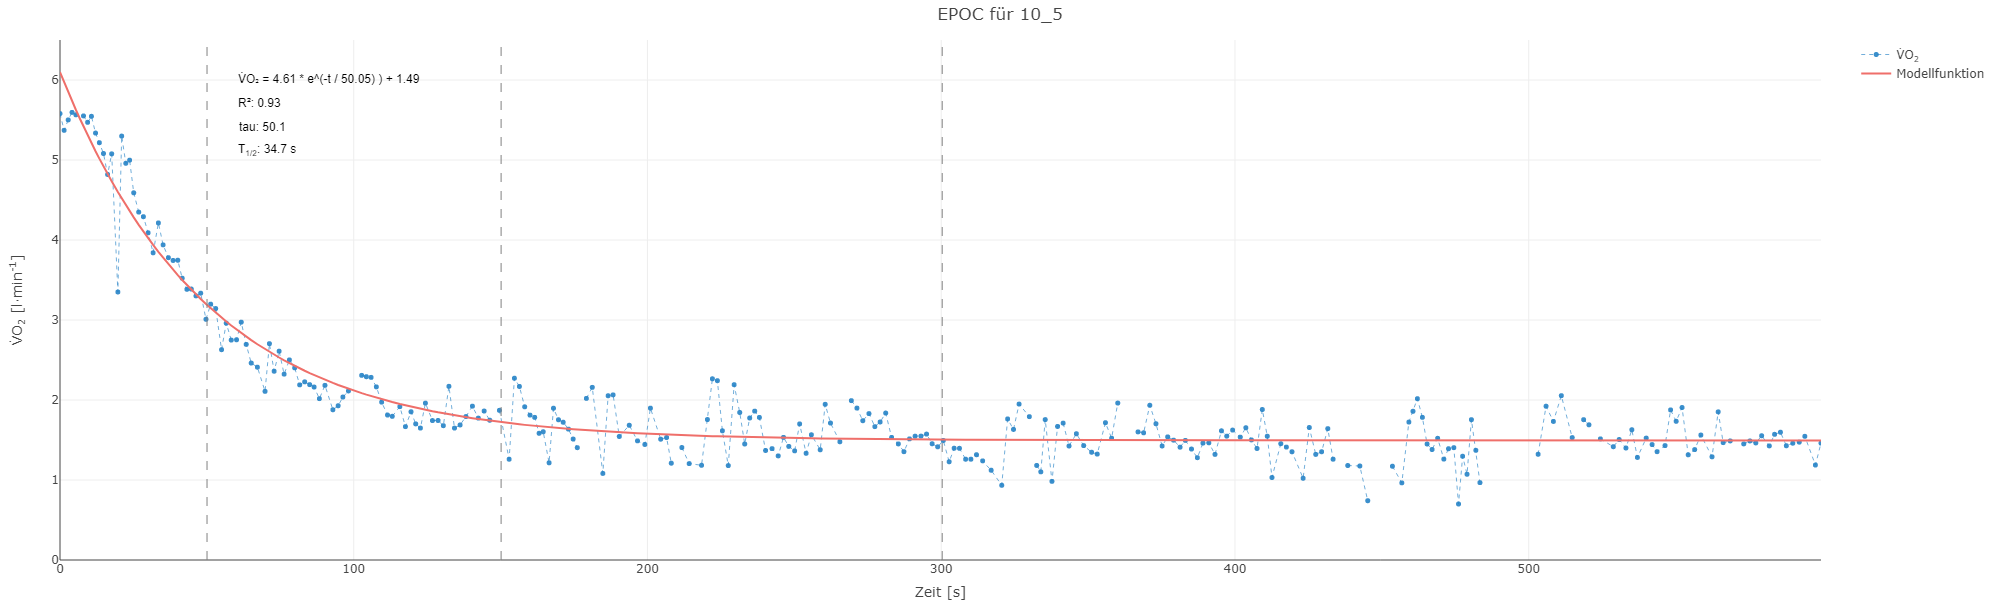 EPOC für 10_5
V̇O₂ = 4.61 * e^(-t / 50.05) ) + 1.49
R²: 0.93
tau: 50.1
T1/2: 34.7 s
V̇O₂
Modellfunktion
V̇O₂ [l·min⁻¹]
6
5
4
3
2
1
0
0 100 200 300 400 500
Zeit [s]